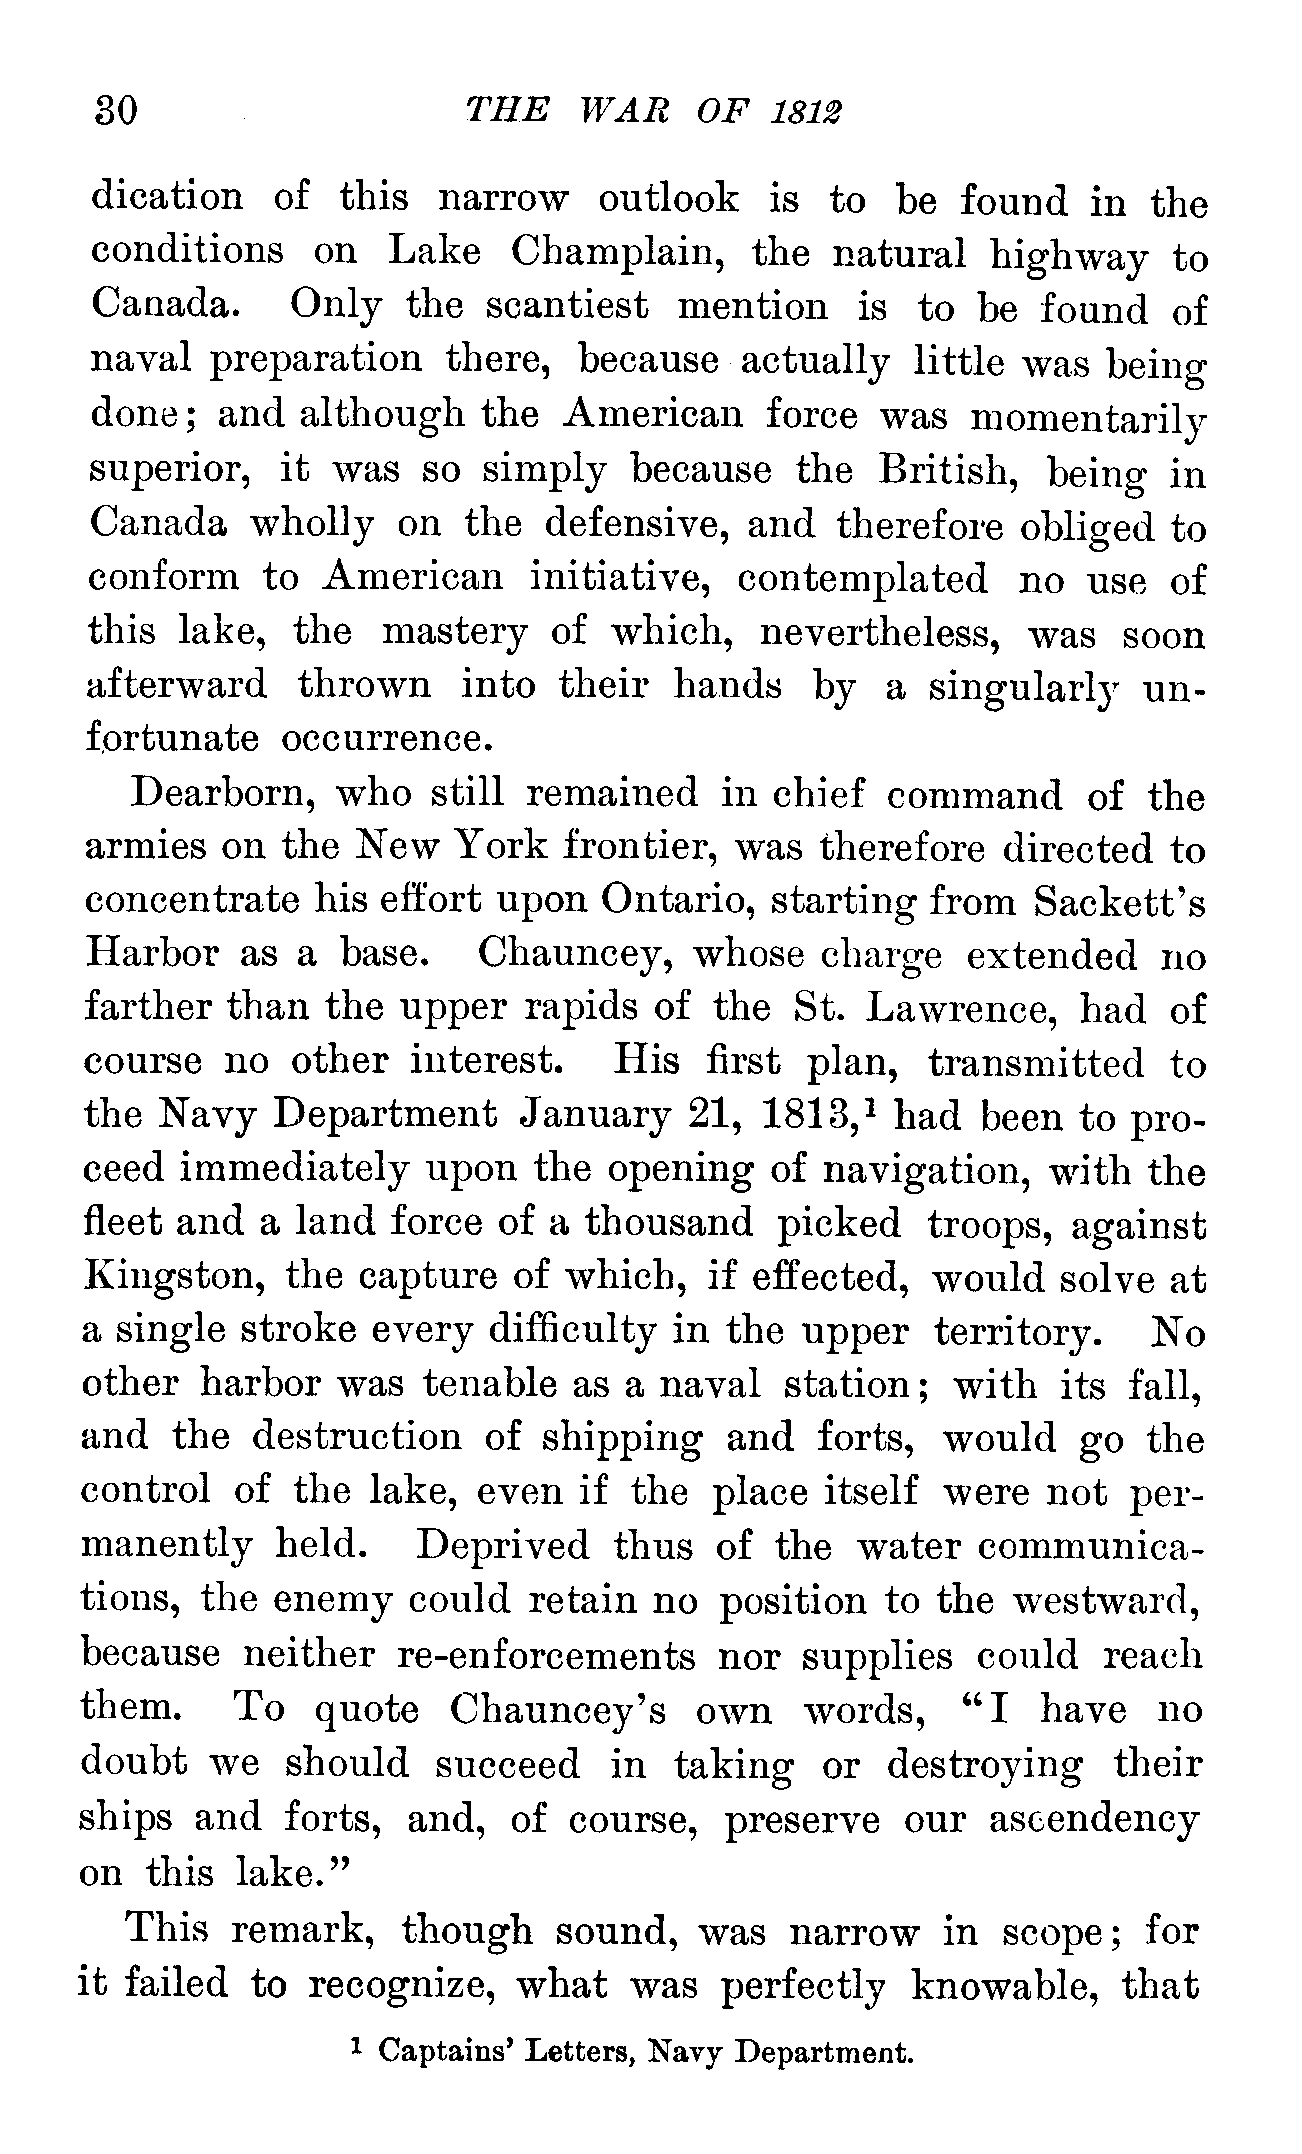 30 THE WAR OF 1812
dication of this narrow outlook is to be found in the
conditions on Lake Champlain, the natural highway to
Canada. Only the scantiest mention is to be found of
naval preparation there, because actually little was being
done; and although the American force was momentarily
superior, it was so simply because the British, being in
Canada wholly on the defensive, and therefore obliged to
conform to American initiative, contemplated no use of
this lake, the mastery of which, nevertheless, was soon
afterward thrown into their hands by a singularly un-
fortunate occurrence.
Dearborn, who still remained in chief command of the
armies on the New York frontier, was therefore directed to
concentrate his effort upon Ontario, starting from Sackett's
Harbor as a base. Chauncey, whose charge extended no
farther than the upper rapids of the St. Lawrence, had of
course no other interest. His first plan, transmitted to
the Navy Department January 21, 1813,¹ had been to pro-
ceed immediately upon the opening of navigation, with the
fleet and a land force of a thousand picked troops, against
Kingston, the capture of which, if effected, would solve at
a single stroke every difficulty in the upper territory. No
other harbor was tenable as a naval station; with its fall,
and the destruction of shipping and forts, would go the
control of the lake, even if the place itself were not per-
manently held. Deprived thus of the water communica-
tions, the enemy could retain no position to the westward,
because neither re-enforcements nor supplies could reach
them. To quote Chauncey's own words, "I have no
doubt we should succeed in taking or destroying their
ships and forts, and, of course, preserve our ascendency
on this lake."
This remark, though sound, was narrow in scope; for
it failed to recognize, what was perfectly knowable, that
¹ Captains' Letters, Navy Department.